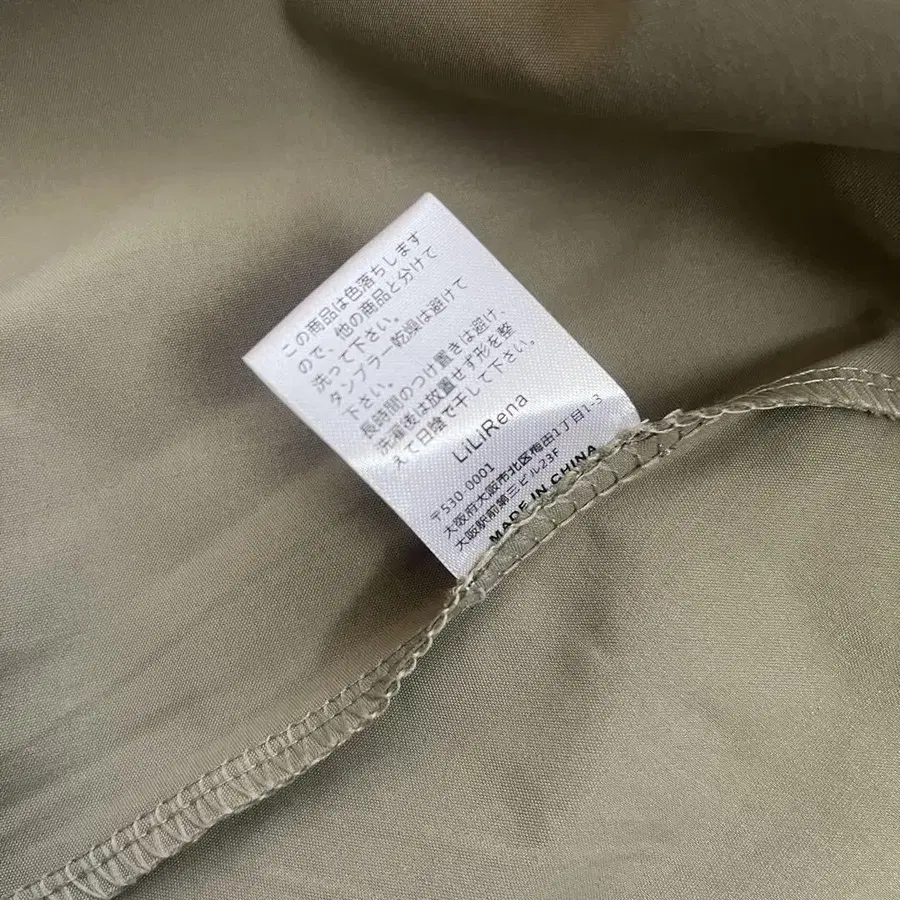 この商品は色落ちします
ので、他の商品と分けて
洗って下さい。
タンブラー乾燥は避けて
下さい。
長時間のつけ置きは避け、
洗濯後は放置せず形を整
えて日陰で干して下さい。
LiLiRena
〒530-0001
大阪府大阪市北区梅田1丁目1-3
大阪駅前第三ビル23F
MADE IN CHINA